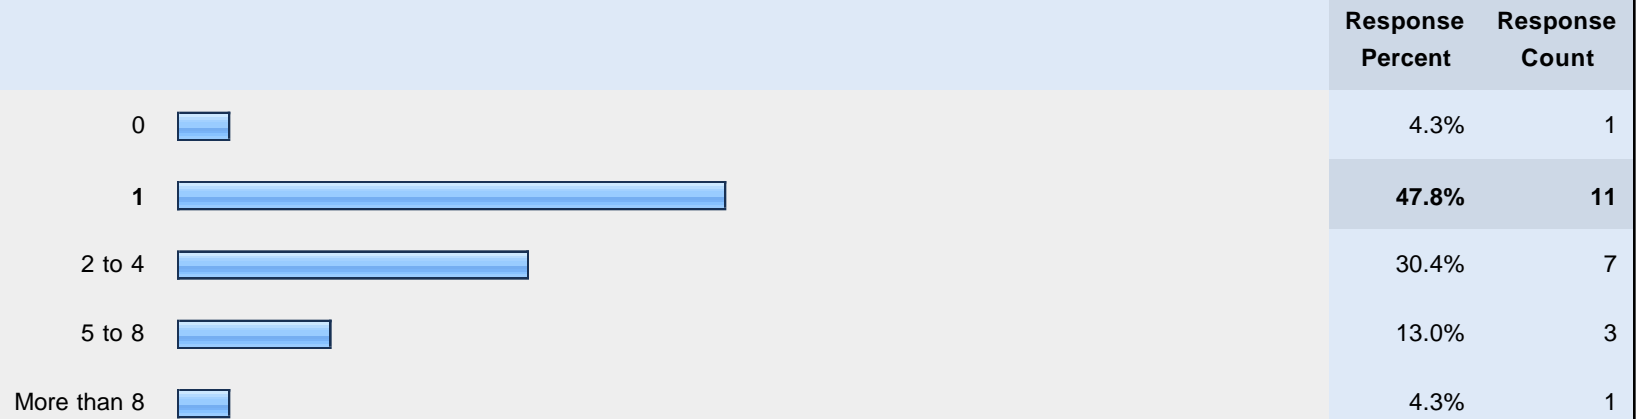 Response Response
Percent Count
0 4.3% 1
1 47.8% 11
2 to 4 30.4% 7
5 to 8 13.0% 3
More than 8 4.3% 1